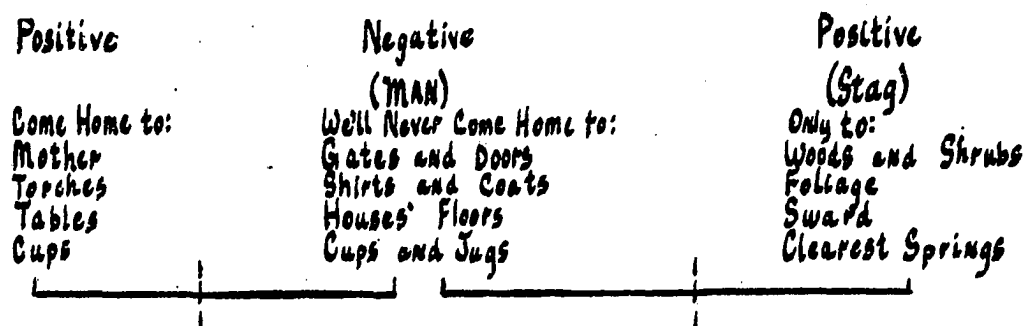 Positive Negative Positive
(MAN) (Stag)
Come Home to: We'll Never Come Home to: Only to:
Mother Gates and Doors Woods and Shrubs
Torches Shirts and Coats Foliage
Tables Houses' Floors Sward
Cups Cups and Jugs Clearest Springs